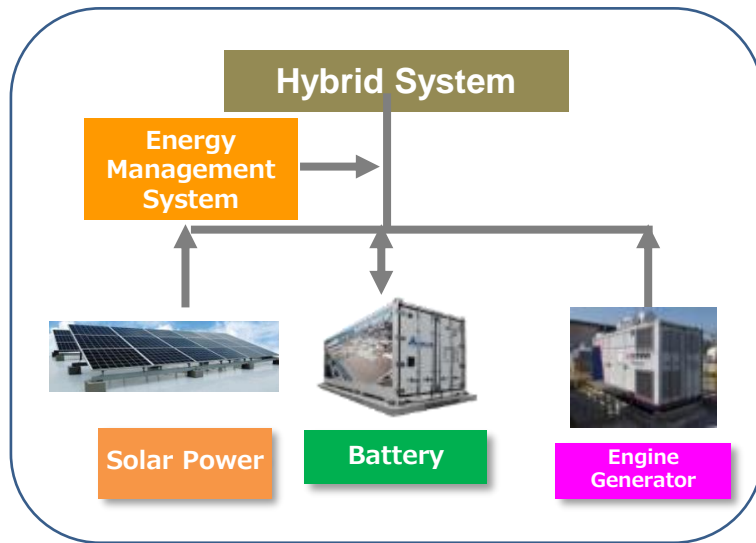 Hybrid System
Energy
Management
System
Solar Power
Battery
Engine
Generator